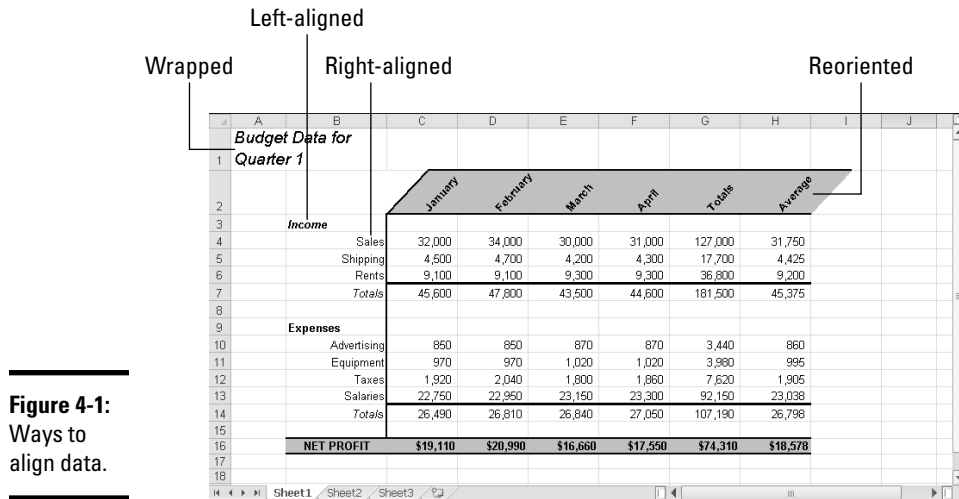 Left-aligned
Wrapped Right-aligned Reoriented
A B C D E F G H I J
1 Budget Data for
Quarter 1
2 January February March April Totals Average
3 Income
4 Sales 32,000 34,000 30,000 31,000 127,000 31,750
5 Shipping 4,500 4,700 4,200 4,300 17,700 4,425
6 Rents 9,100 9,100 9,300 9,300 36,800 9,200
7 Totals 45,600 47,800 43,500 44,600 181,500 45,375
8
9 Expenses
10 Advertising 850 850 870 870 3,440 860
11 Equipment 970 970 1,020 1,020 3,980 995
12 Taxes 1,920 2,040 1,800 1,860 7,620 1,905
13 Salaries 22,750 22,950 23,150 23,300 92,150 23,038
14 Totals 26,490 26,810 26,840 27,050 107,190 26,798
15
16 NET PROFIT $19,110 $20,990 $16,660 $17,550 $74,310 $18,578
17
18
Sheet1 Sheet2 Sheet3
Figure 4-1:
Ways to
align data.